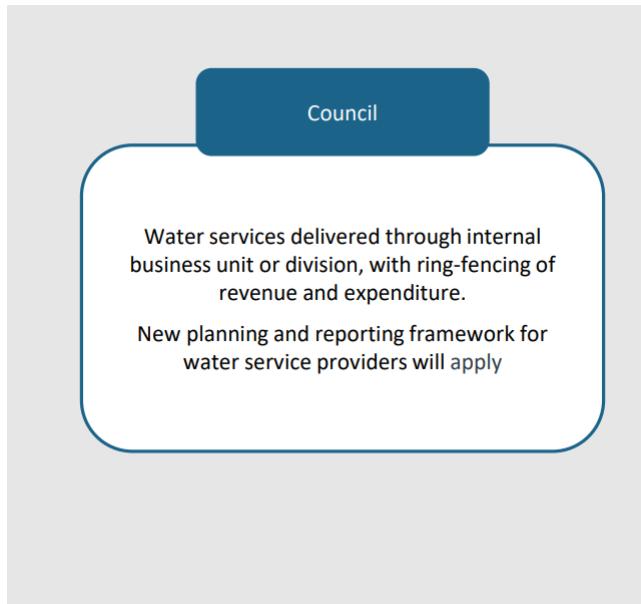 Council
Water services delivered through internal
business unit or division, with ring-fencing of
revenue and expenditure.
New planning and reporting framework for
water service providers will apply